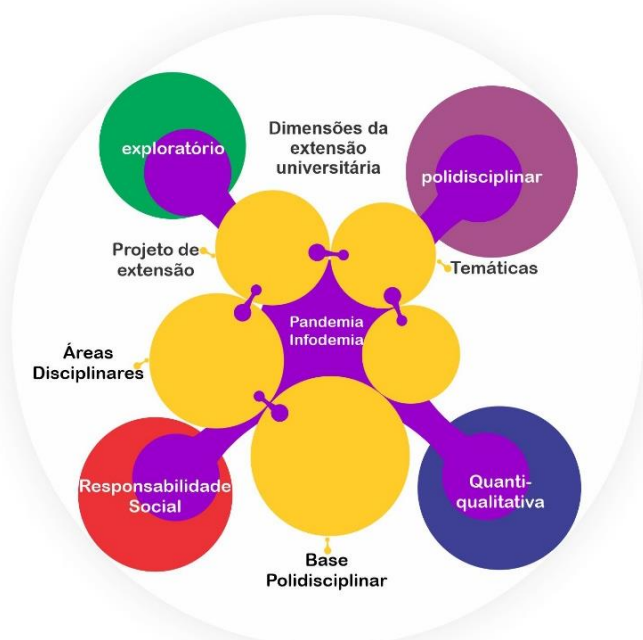 Dimensões da
extensão
universitária
exploratório
polidisciplinar
Projeto de
extensão
Temáticas
Pandemia
Infodemia
Áreas
Disciplinares
Responsabilidade
Social
Quanti-
qualitativa
Base
Polidisciplinar